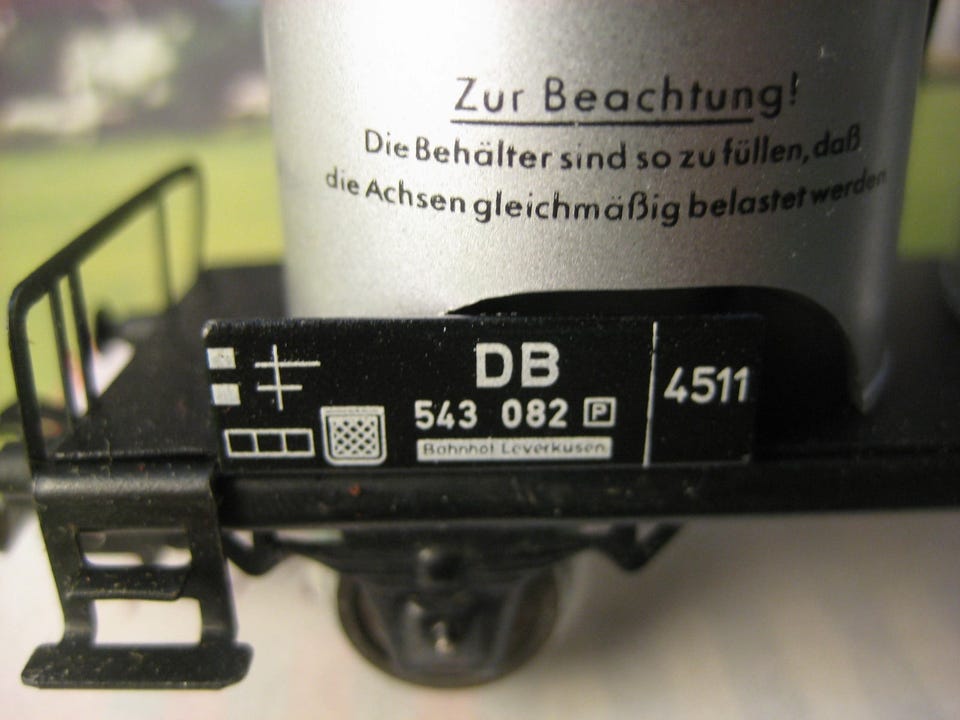 Zur Beachtung!
Die Behälter sind so zu füllen, daß
die Achsen gleichmäßig belastet werden
DB
4511
543 082 P
Bahnhof Leverkusen